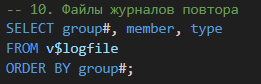 -- 10. Файлы журналов повтора
SELECT group#, member, type
FROM v$logfile
ORDER BY group#;